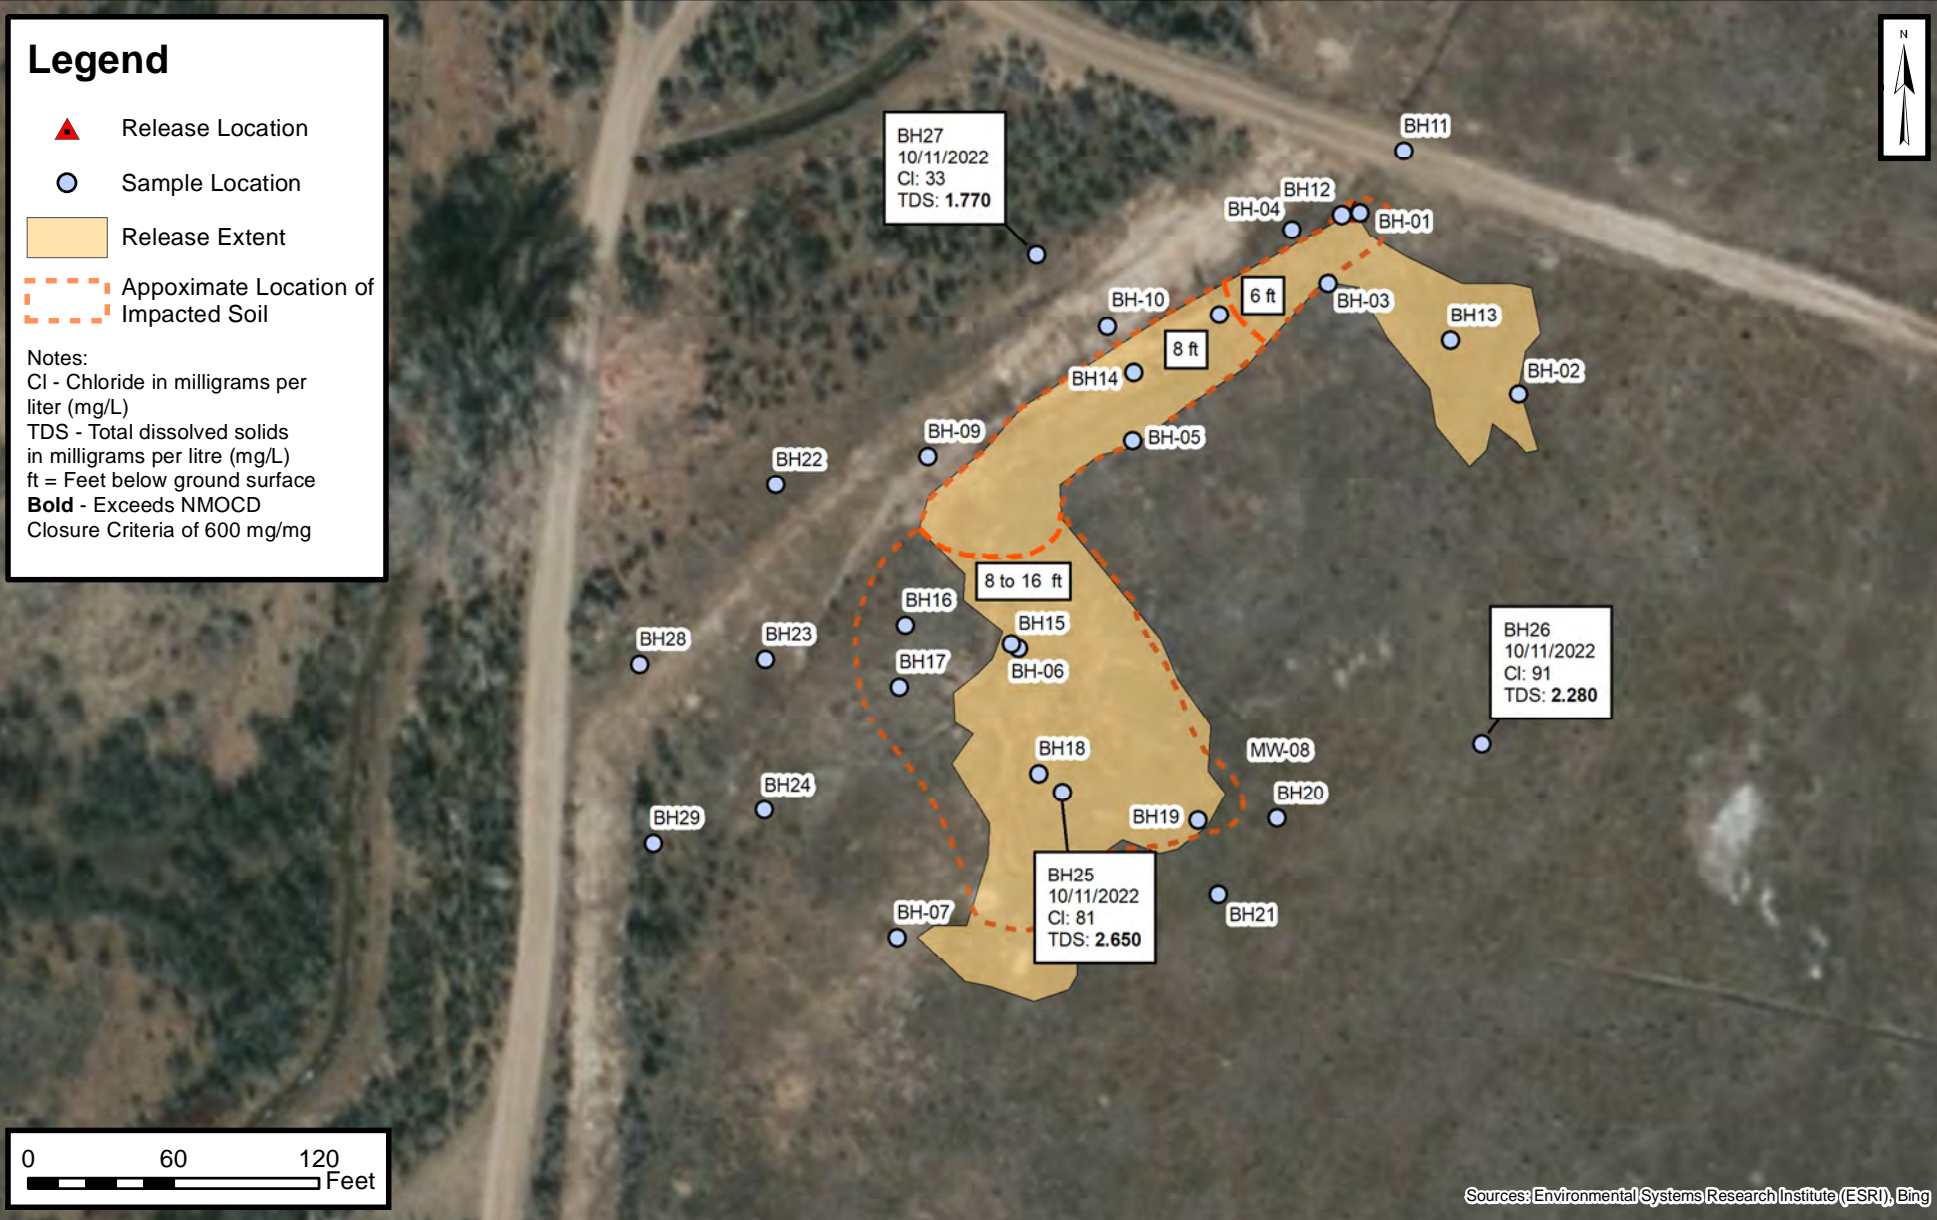 Legend
Release Location
Sample Location
Release Extent
Appoximate Location of
Impacted Soil
Notes:
Cl - Chloride in milligrams per
liter (mg/L)
TDS - Total dissolved solids
in milligrams per litre (mg/L)
ft = Feet below ground surface
Bold - Exceeds NMOCD
Closure Criteria of 600 mg/mg
N
BH27
10/11/2022
Cl: 33
TDS: 1.770
BH11
BH12
BH-04
BH-01
6 ft
BH-03
BH-10
BH13
8 ft
BH-02
BH14
BH-05
BH-09
BH22
8 to 16 ft
BH16
BH15
BH28
BH23
BH17
BH-06
BH26
10/11/2022
Cl: 91
TDS: 2.280
BH18
MW-08
BH24
BH20
BH29
BH19
BH25
10/11/2022
Cl: 81
TDS: 2.650
BH-07
BH21
0 60 120
Feet
Sources: Environmental Systems Research Institute (ESRI), Bing